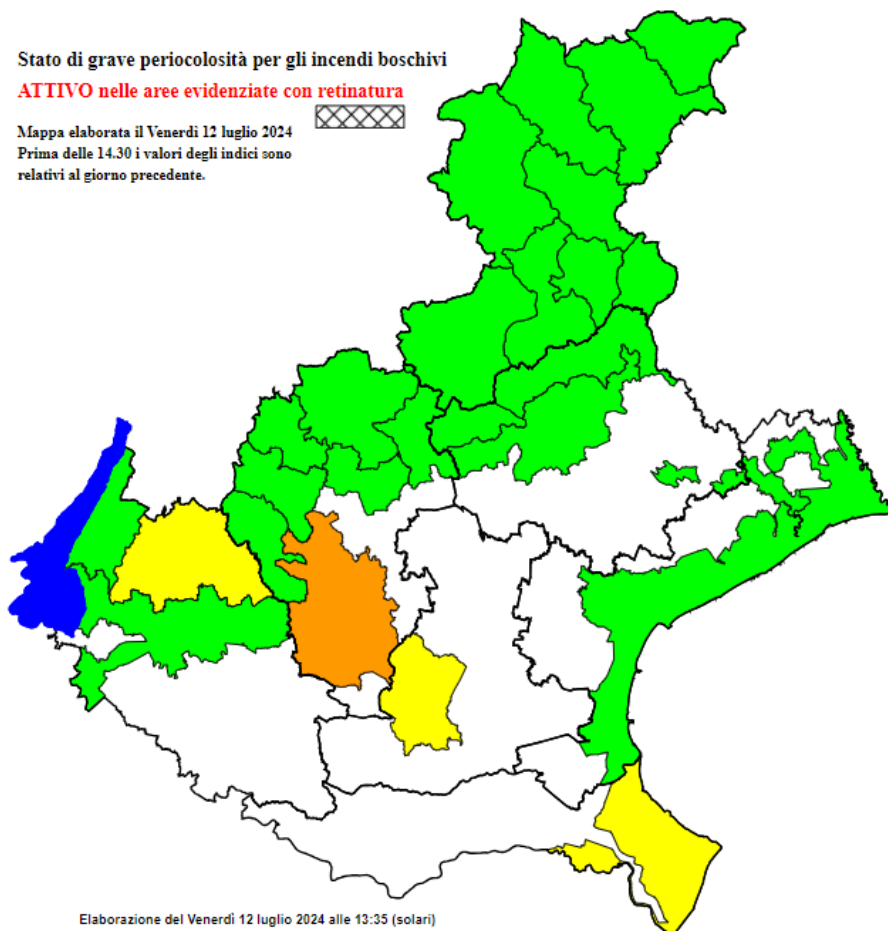 Stato di grave periocolosità per gli incendi boschivi
ATTIVO nelle aree evidenziate con retinatura
Mappa elaborata il Venerdì 12 luglio 2024
Prima delle 14.30 i valori degli indici sono
relativi al giorno precedente.
Elaborazione del Venerdì 12 luglio 2024 alle 13:35 (solari)